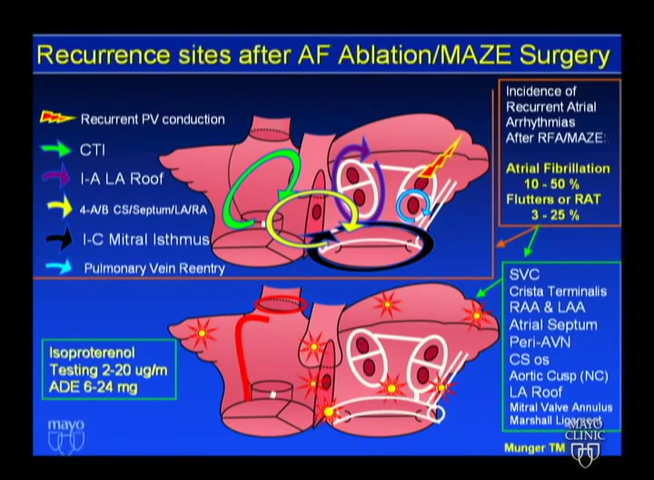 Recurrence sites after AF Ablation/MAZE Surgery
Recurrent PV conduction
CTI
I-A LA Roof
4-A/B CS/Septum/LA/RA
I-C Mitral Isthmus
Pulmonary Vein Reentry
Incidence of
Recurrent Atrial
Arrhythmias
After RFA/MAZE:
Atrial Fibrillation
10 - 50 %
Flutters or RAT
3 - 25 %
Isoproterenol
Testing 2-20 ug/m
ADE 6-24 mg
SVC
Crista Terminalis
RAA & LAA
Atrial Septum
Peri-AVN
CS os
Aortic Cusp (NC)
LA Roof
Mitral Valve Annulus
Marshall
mayo
Munger TM
MAYO
CLINIC